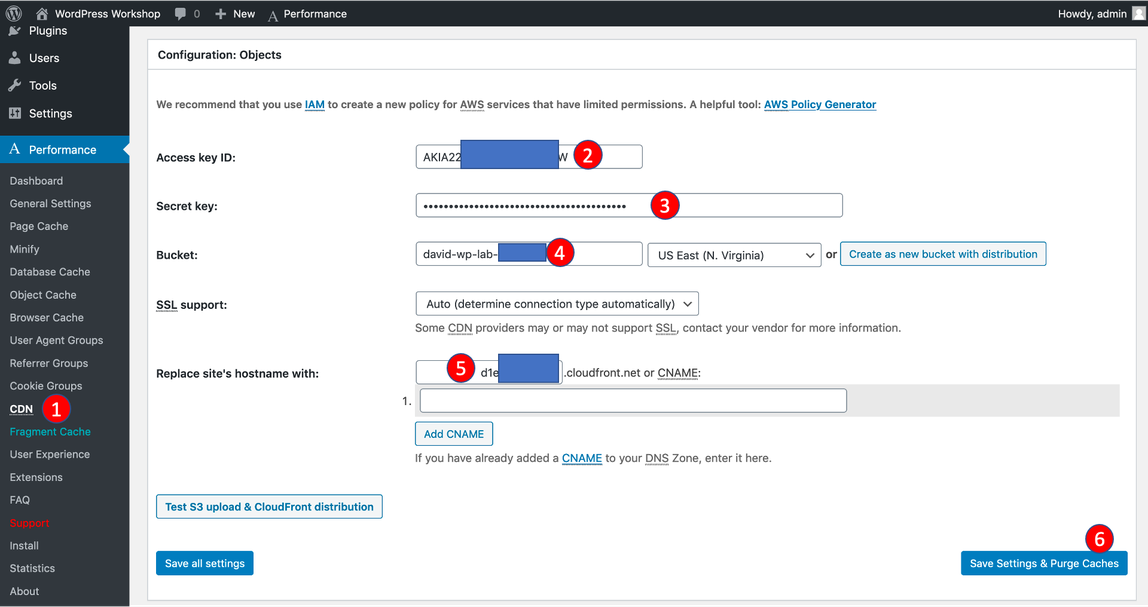 WordPress Workshop 0 New Performance Howdy, admin
Plugins
Users
Tools
Settings
Performance
Dashboard
General Settings
Page Cache
Minify
Database Cache
Object Cache
Browser Cache
User Agent Groups
Referrer Groups
Cookie Groups
CDN 1
Fragment Cache
User Experience
Extensions
FAQ
Support
Install
Statistics
About
Configuration: Objects
We recommend that you use IAM to create a new policy for AWS services that have limited permissions. A helpful tool: AWS Policy Generator
Access key ID: AKIA22 W 2
Secret key: •••••••••••••••••••••••••••••••••••••••• 3
Bucket: david-wp-lab- 4 US East (N. Virginia) or Create as new bucket with distribution
SSL support: Auto (determine connection type automatically)
Some CDN providers may or may not support SSL, contact your vendor for more information.
Replace site's hostname with: 5 d1e .cloudfront.net or CNAME:
1.
Add CNAME
If you have already added a CNAME to your DNS Zone, enter it here.
Test S3 upload & CloudFront distribution
6
Save all settings Save Settings & Purge Caches